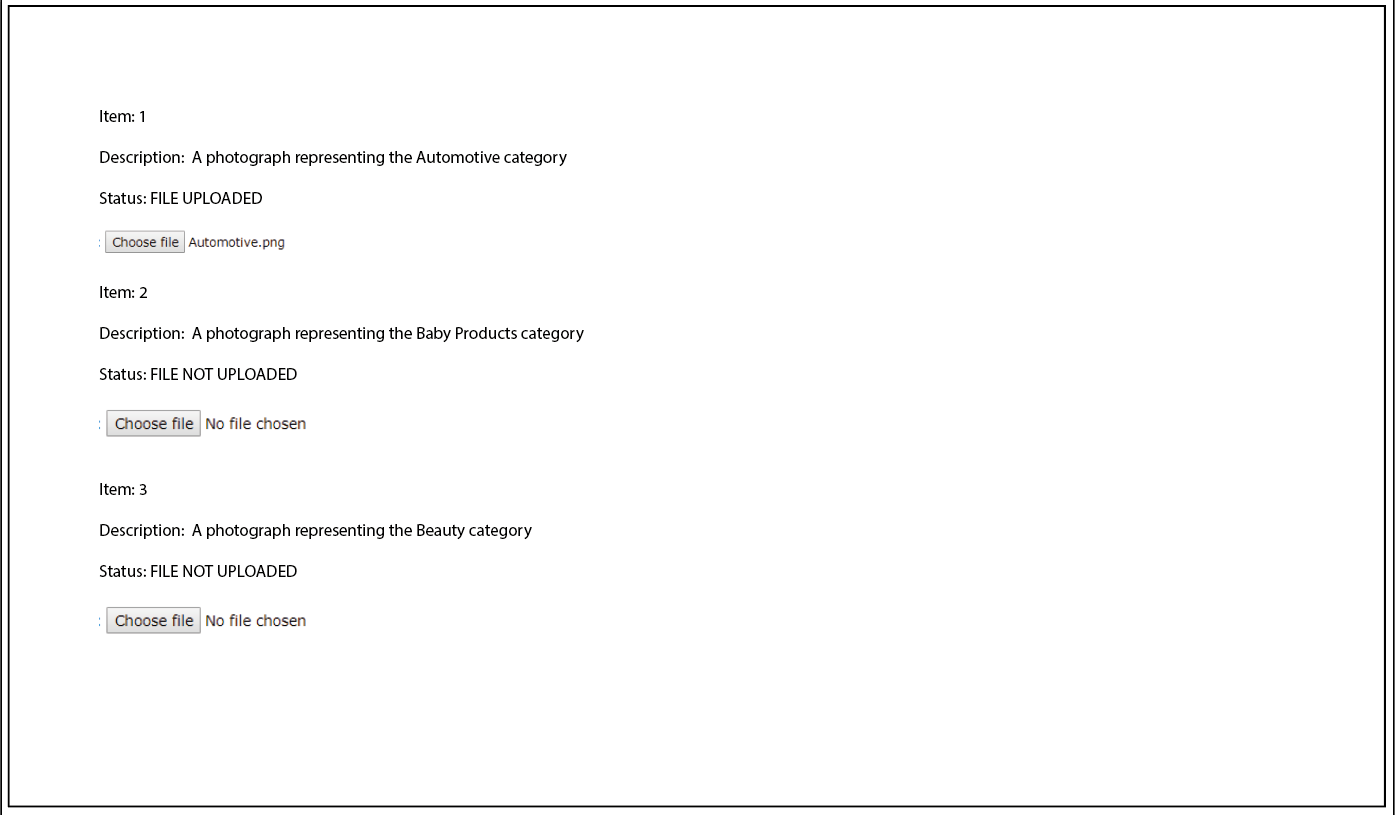 Item: 1
Description:  A photograph representing the Automotive category
Status: FILE UPLOADED
: Choose file Automotive.png
Item: 2
Description:  A photograph representing the Baby Products category
Status: FILE NOT UPLOADED
: Choose file No file chosen
Item: 3
Description:  A photograph representing the Beauty category
Status: FILE NOT UPLOADED
: Choose file No file chosen